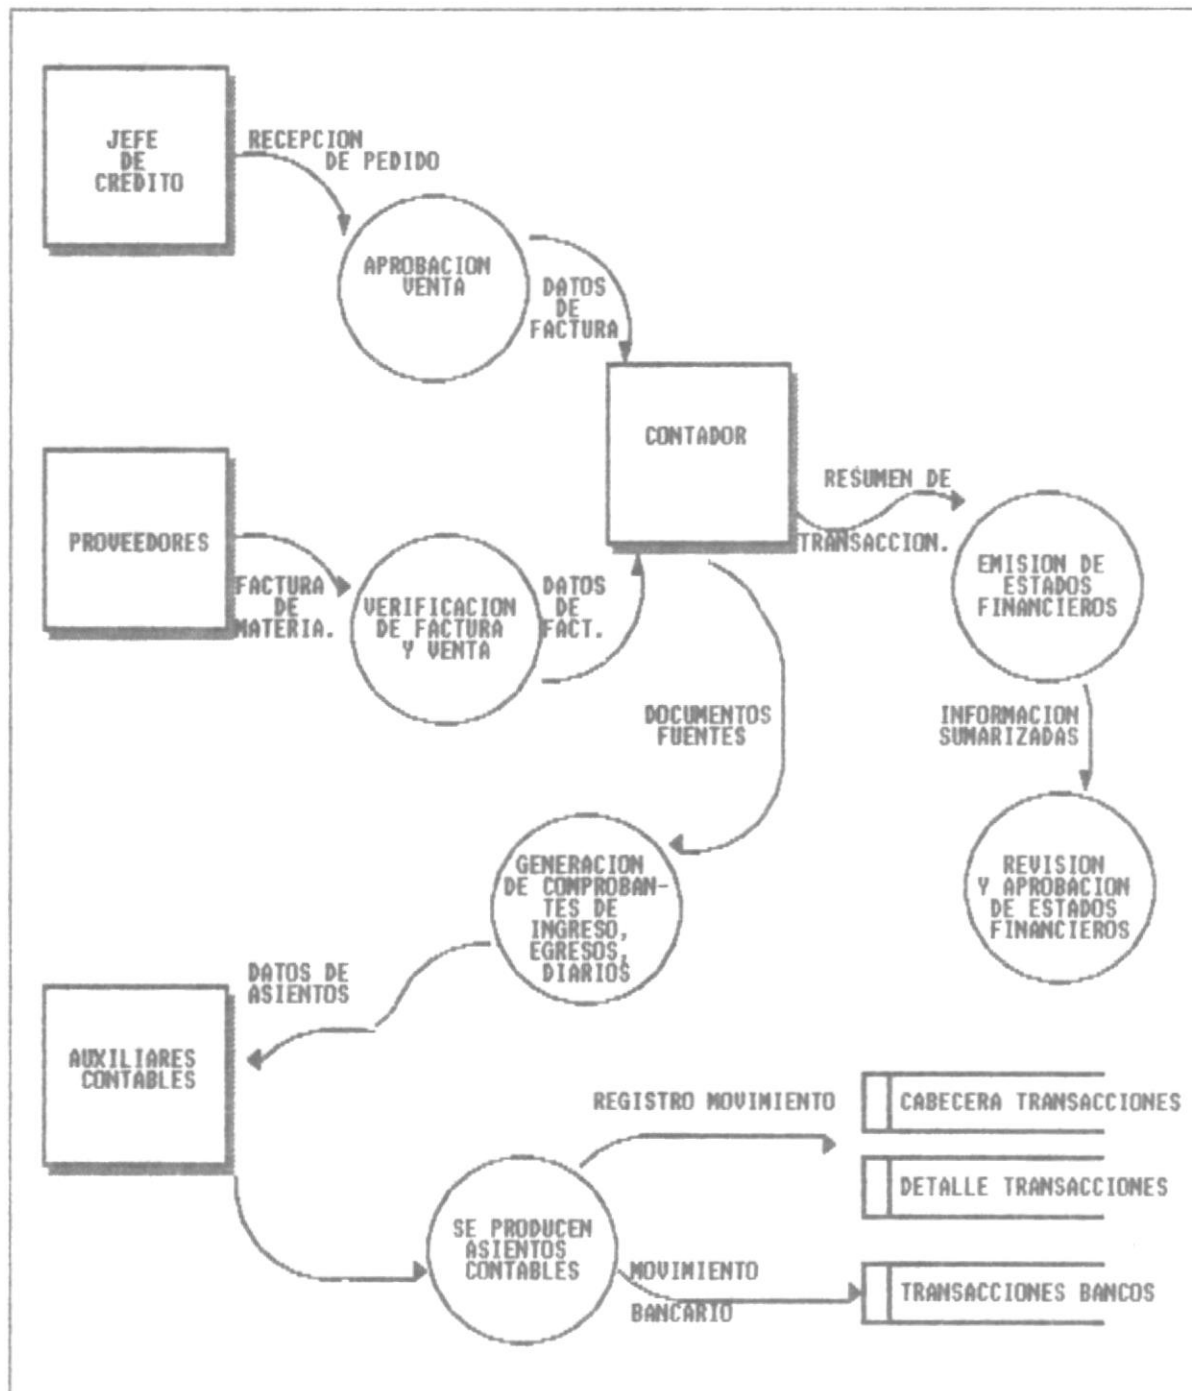 JEFE
DE
CREDITO
RECEPCION
DE PEDIDO
APROBACION
VENTA
DATOS
DE
FACTURA
CONTADOR
PROVEEDORES
FACTURA
DE
MATERIA.
VERIFICACION
DE FACTURA
Y VENTA
DATOS
DE
FACT.
RESUMEN DE
TRANSACCION.
EMISION DE
ESTADOS
FINANCIEROS
DOCUMENTOS
FUENTES
INFORMACION
SUMARIZADAS
GENERACION
DE COMPROBAN-
TES DE
INGRESO,
EGRESOS,
DIARIOS
REVISION
Y APROBACION
DE ESTADOS
FINANCIEROS
DATOS DE
ASIENTOS
AUXILIARES
CONTABLES
REGISTRO MOVIMIENTO
CABECERA TRANSACCIONES
DETALLE TRANSACCIONES
SE PRODUCEN
ASIENTOS
CONTABLES
MOVIMIENTO
BANCARIO
TRANSACCIONES BANCOS